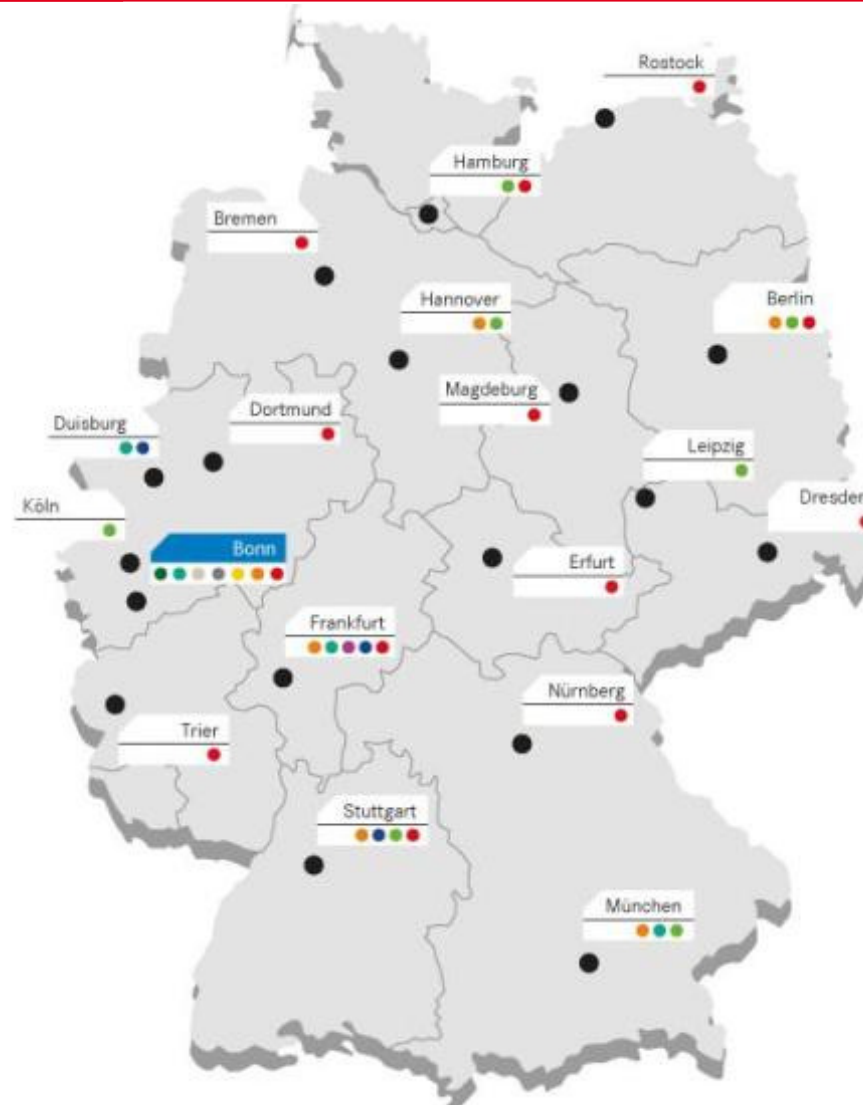 Rostock
Hamburg
Bremen
Hannover
Berlin
Magdeburg
Dortmund
Duisburg
Leipzig
Dresden
Köln
Bonn
Erfurt
Frankfurt
Nürnberg
Trier
Stuttgart
München